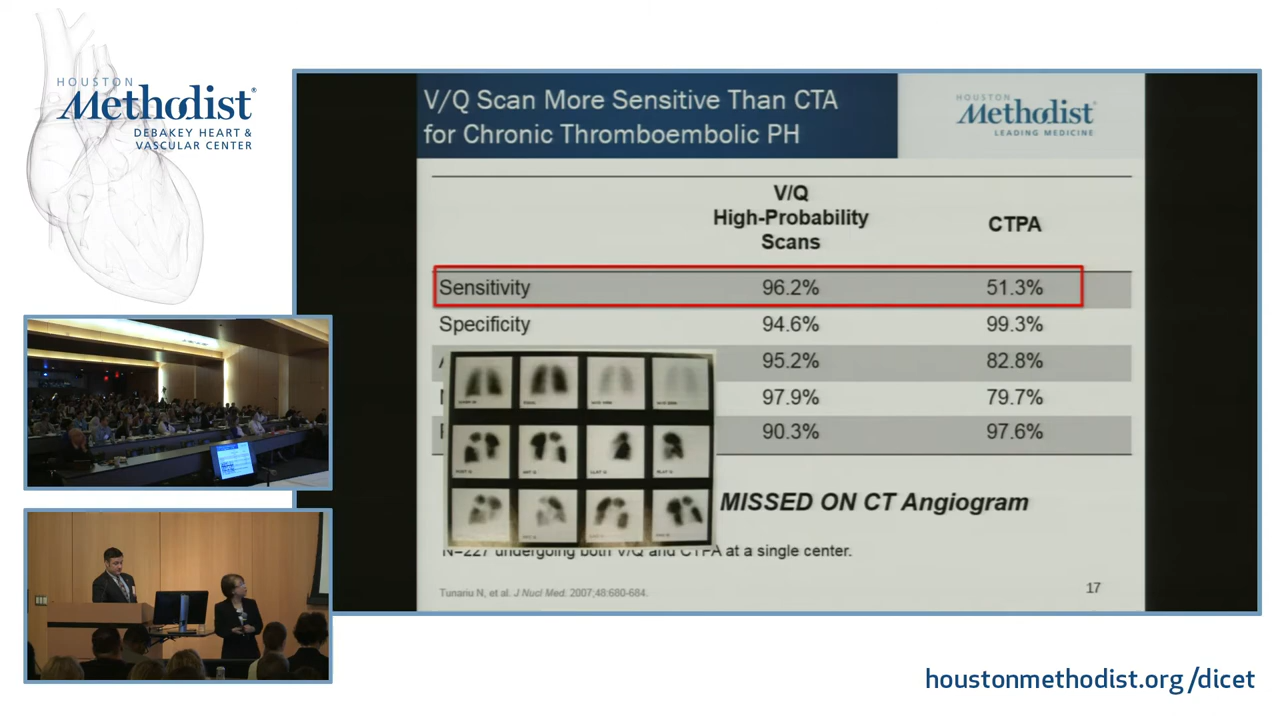 HOUSTON
Methodist®
DEBAKEY HEART &
VASCULAR CENTER
V/Q Scan More Sensitive Than CTA
for Chronic Thromboembolic PH
HOUSTON
Methodist®
LEADING MEDICINE
V/Q
High-Probability
Scans
CTPA
Sensitivity 96.2% 51.3%
Specificity 94.6% 99.3%
95.2% 82.8%
97.9% 79.7%
90.3% 97.6%
MISSED ON CT Angiogram
N=227 undergoing both V/Q and CTPA at a single center.
Tunariu N, et al. J Nucl Med. 2007;48:680-684.
17
houstonmethodist.org/dicet